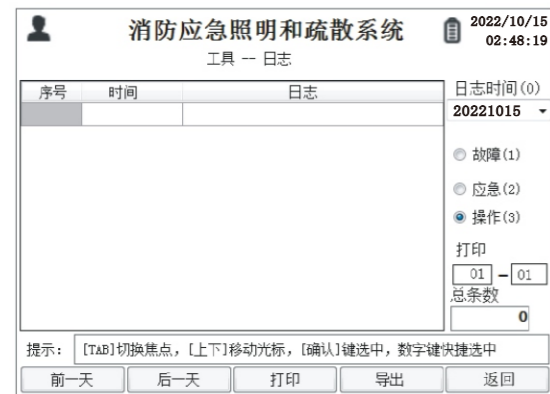 消防应急照明和疏散系统
2022/10/15
02:48:19
工具 -- 日志
序号 时间 日志
日志时间(0)
20221015
故障(1)
应急(2)
操作(3)
打印
01 - 01
总条数
0
提示： [TAB]切换焦点，[上下]移动光标，[确认]键选中，数字键快捷选中
前一天 后一天 打印 导出 返回